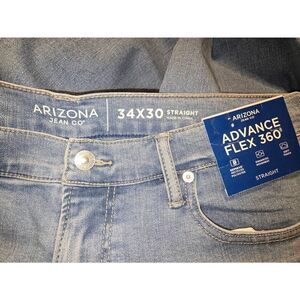 ARIZONA
JEAN CO®
34X30 STRAIGHT
ARIZONA
JEAN CO
ADVANCE
FLEX 360°
STRAIGHT